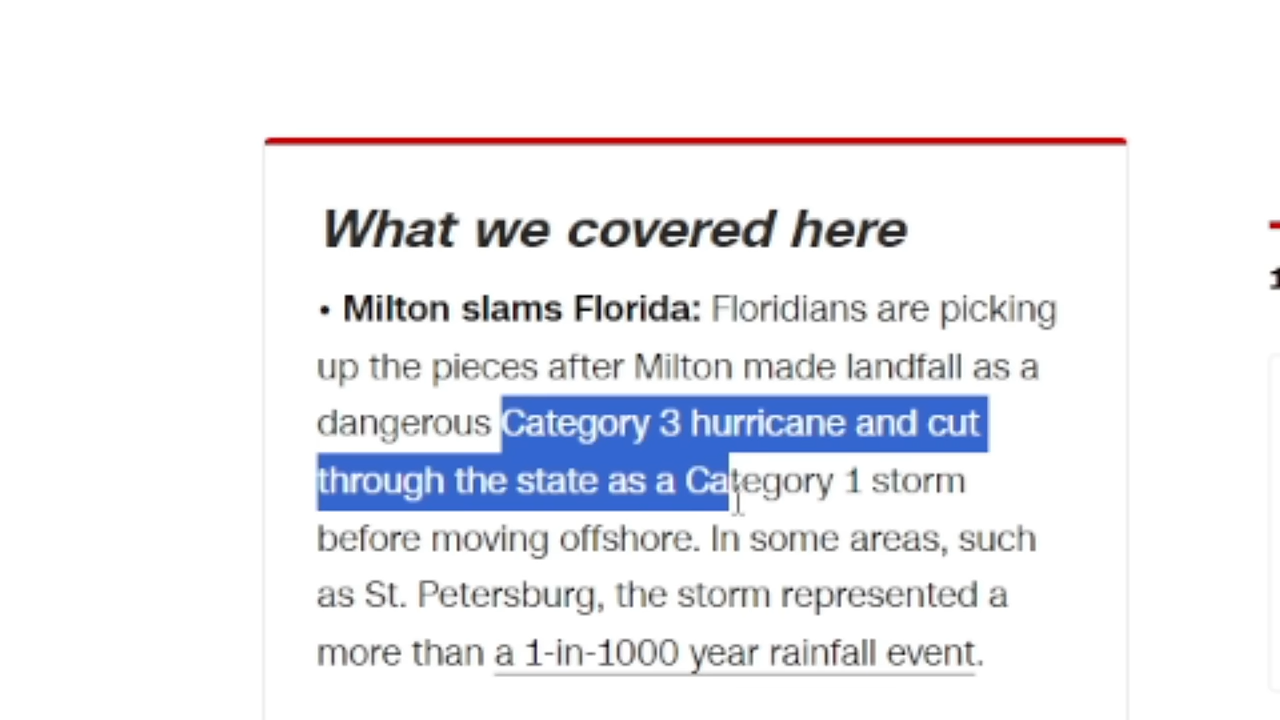 What we covered here
• Milton slams Florida: Floridians are picking
up the pieces after Milton made landfall as a
dangerous Category 3 hurricane and cut
through the state as a Category 1 storm
before moving offshore. In some areas, such
as St. Petersburg, the storm represented a
more than a 1-in-1000 year rainfall event.